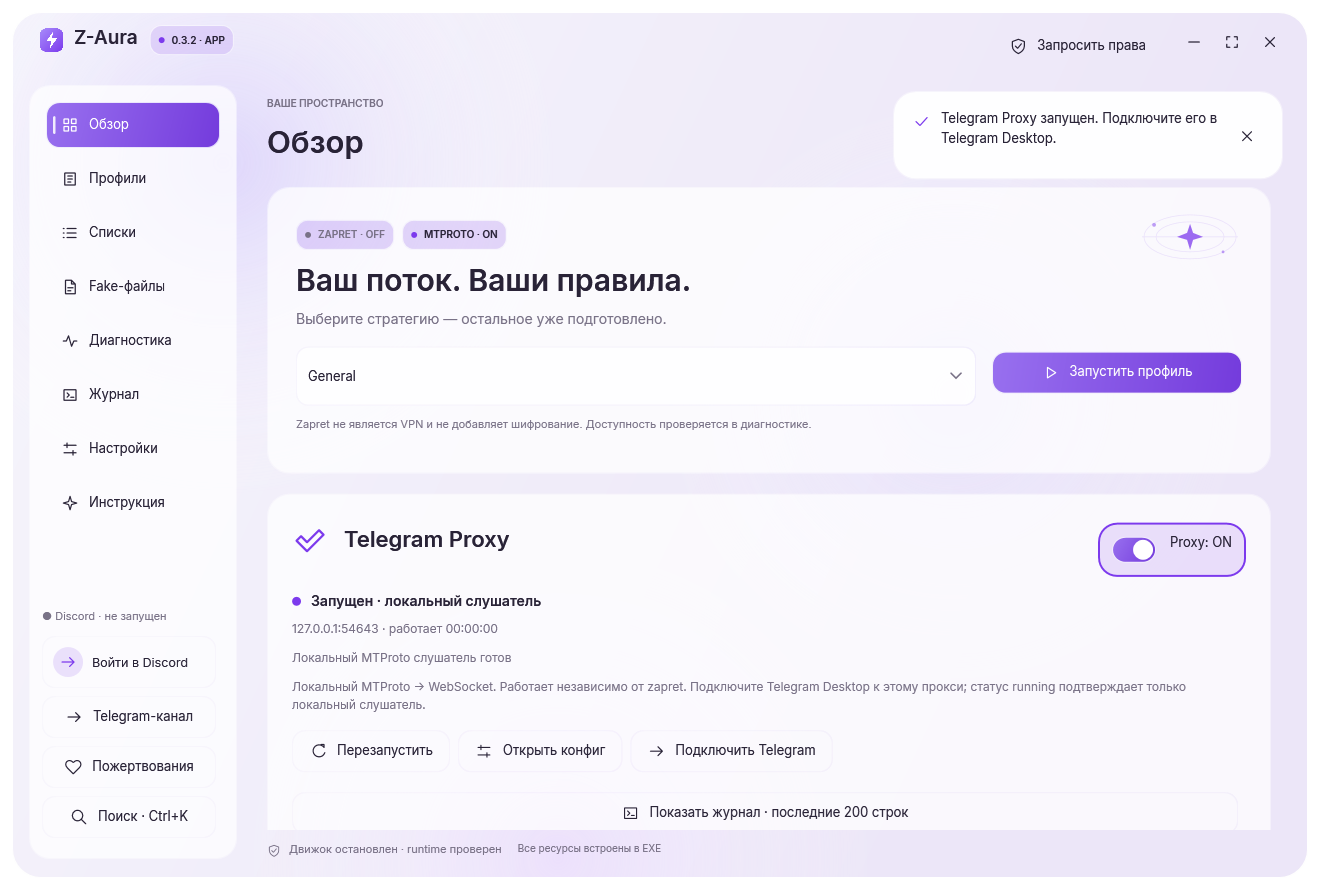 Z-Aura
0.3.2 · APP
Запросить права
Обзор
Профили
Списки
Fake-файлы
Диагностика
Журнал
Настройки
Инструкция
Discord · не запущен
Войти в Discord
Telegram-канал
Пожертвования
Поиск · Ctrl+K
ВАШЕ ПРОСТРАНСТВО
Обзор
Telegram Proxy запущен. Подключите его в
Telegram Desktop.
ZAPRET · OFF
MTPROTO · ON
Ваш поток. Ваши правила.
Выберите стратегию — остальное уже подготовлено.
General
Запустить профиль
Zapret не является VPN и не добавляет шифрование. Доступность проверяется в диагностике.
Telegram Proxy
Proxy: ON
Запущен · локальный слушатель
127.0.0.1:54643 · работает 00:00:00
Локальный MTProto слушатель готов
Локальный MTProto → WebSocket. Работает независимо от zapret. Подключите Telegram Desktop к этому прокси; статус running подтверждает только
локальный слушатель.
Перезапустить
Открыть конфиг
Подключить Telegram
Показать журнал · последние 200 строк
Движок остановлен · runtime проверен
Все ресурсы встроены в EXE